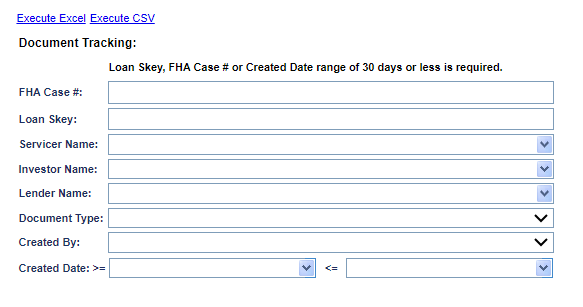 Execute Excel Execute CSV
Document Tracking:
Loan Skey, FHA Case # or Created Date range of 30 days or less is required.
FHA Case #:
Loan Skey:
Servicer Name:
Investor Name:
Lender Name:
Document Type:
Created By:
Created Date: >= <=